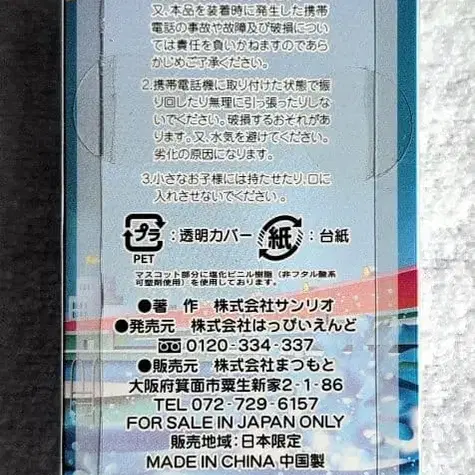 又、本品を装着時に発生した携帯
電話の事故や故障及び破損につい
ては責任を負いかねますのであら
かじめご了承ください。
2.携帯電話機に取り付けた状態で振
り回したり無理に引っ張ったりしな
いでください。破損するおそれがあ
ります。又、水気を避けてください。
劣化の原因になります。
3.小さなお子様には持たせたり、口に
入れさせないでください。
プラ :透明カバー 紙 :台紙
PET
マスコット部分に塩化ビニル樹脂(非フタル酸系
可塑剤使用)を使用しております。
●著 作 株式会社サンリオ
●発売元 株式会社はっぴいえんど
0120-334-337
●販売元 株式会社まつもと
大阪府箕面市粟生新家2-1-86
TEL 072-729-6157
FOR SALE IN JAPAN ONLY
販売地域:日本限定
MADE IN CHINA 中国製